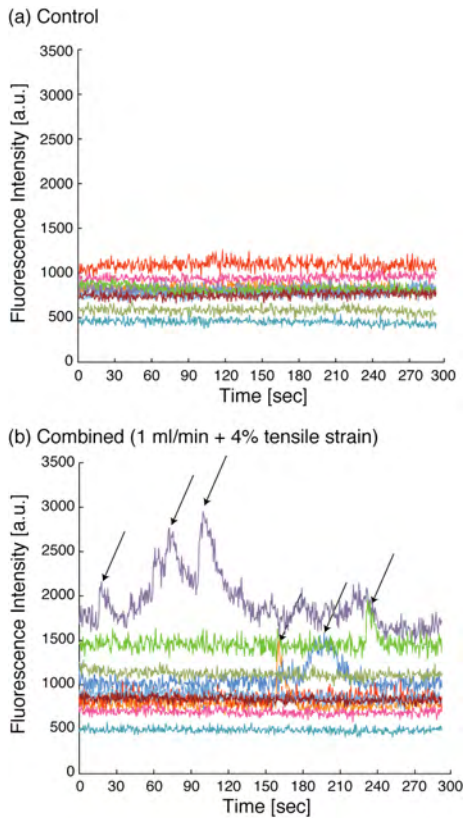 (a) Control
3500
3000
2500
2000
1500
1000
500
0
Fluorescence Intensity [a.u.]
0 30 60 90 120 150 180 210 240 270 300
Time [sec]
(b) Combined (1 ml/min + 4% tensile strain)
3500
3000
2500
2000
1500
1000
500
0
Fluorescence Intensity [a.u.]
0 30 60 90 120 150 180 210 240 270 300
Time [sec]